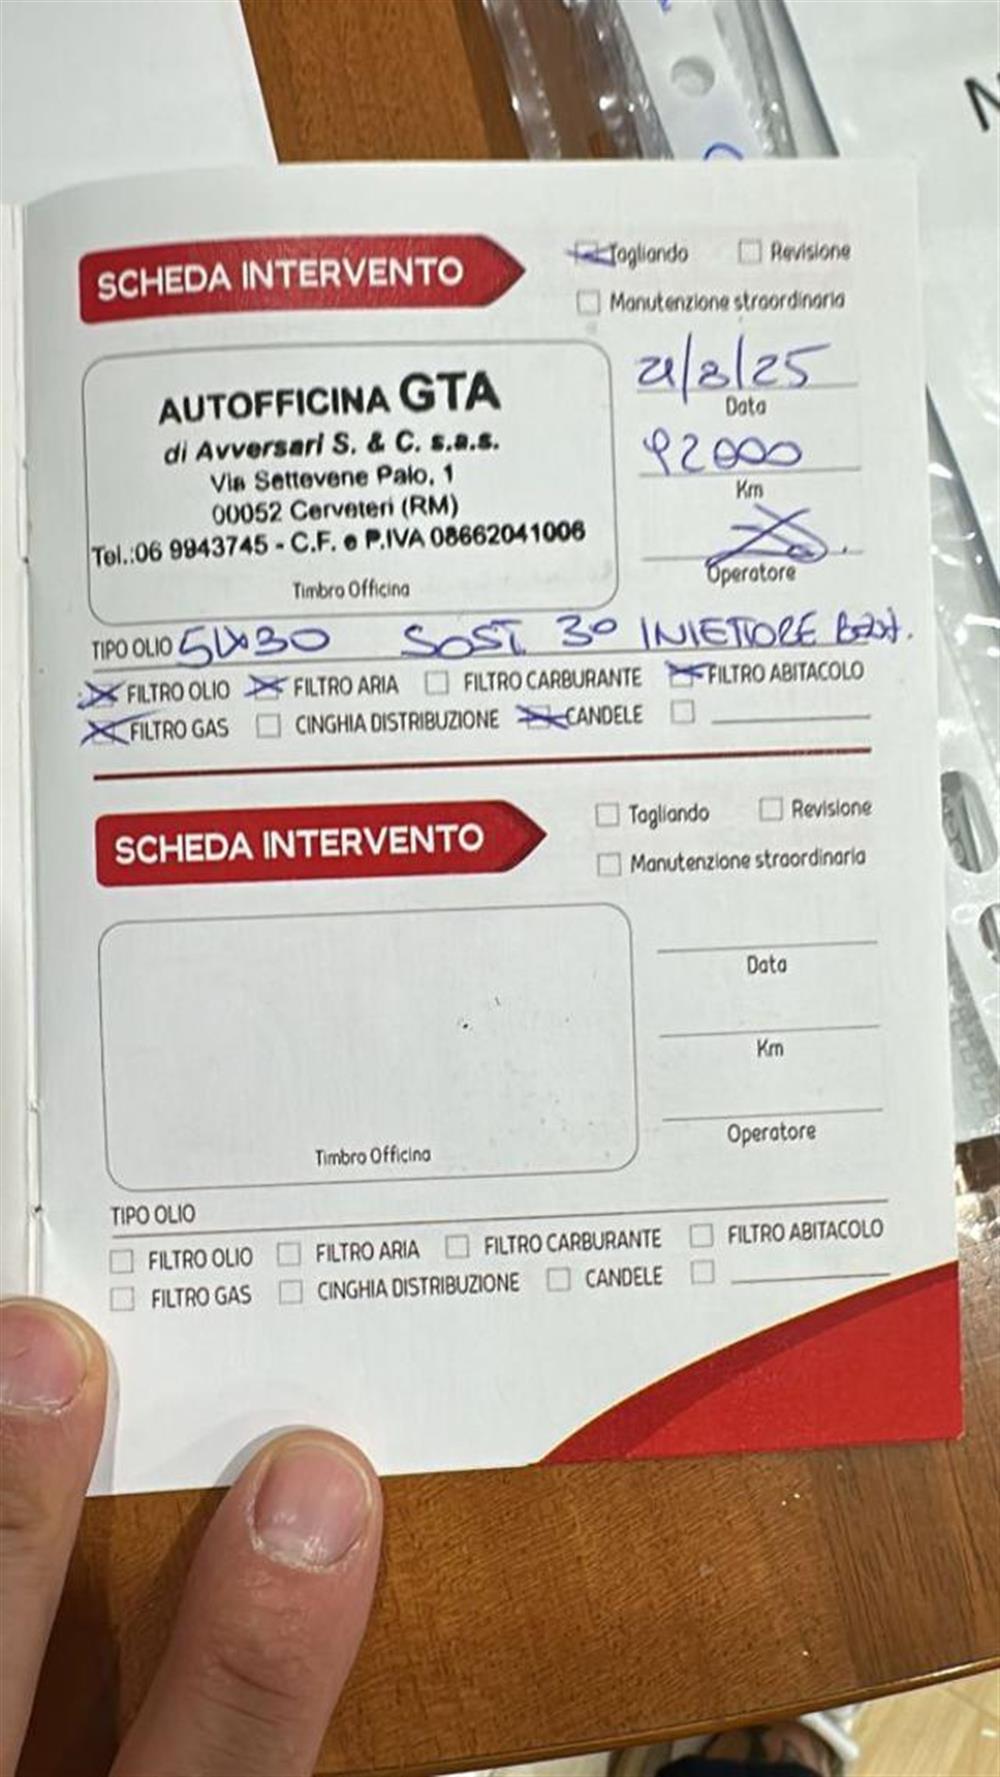 N
SCHEDA INTERVENTO
Tagliando Revisione
Manutenzione straordinaria
AUTOFFICINA GTA
di Avversari S. & C. s.a.s.
Via Settevene Palo, 1
00052 Cerveteri (RM)
Tel.:06 9943745 - C.F. e P.IVA 08662041006
Timbro Officina
21/8/25
Data
92000
Km
Operatore
TIPO OLIO 5W30 SOST. 3° INIETTORE
FILTRO OLIO FILTRO ARIA FILTRO CARBURANTE FILTRO ABITACOLO
FILTRO GAS CINGHIA DISTRIBUZIONE CANDELE
SCHEDA INTERVENTO
Tagliando Revisione
Manutenzione straordinaria
Data
Km
Operatore
Timbro Officina
TIPO OLIO
FILTRO OLIO FILTRO ARIA FILTRO CARBURANTE FILTRO ABITACOLO
FILTRO GAS CINGHIA DISTRIBUZIONE CANDELE